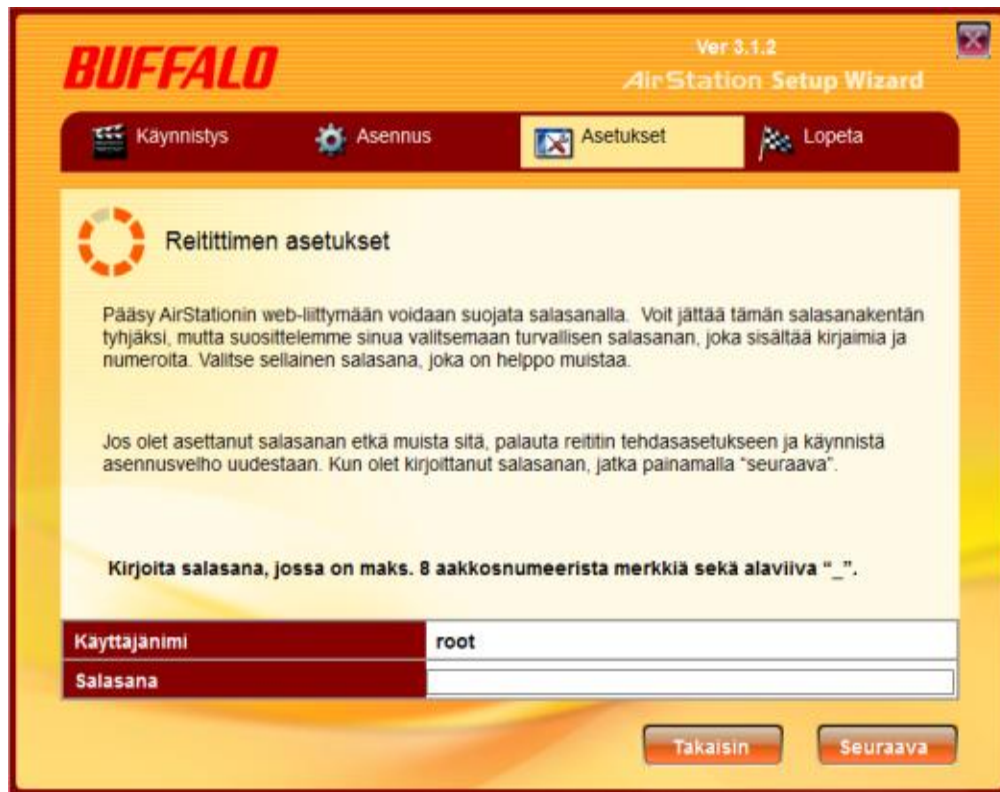 BUFFALO
Ver 3.1.2
AirStation Setup Wizard
Käynnistys Asennus Asetukset Lopeta
Reitittimen asetukset
Pääsy AirStationin web-liittymään voidaan suojata salasanalla. Voit jättää tämän salasanakentän
tyhjäksi, mutta suosittelemme sinua valitsemaan turvallisen salasanan, joka sisältää kirjaimia ja
numeroita. Valitse sellainen salasana, joka on helppo muistaa.
Jos olet asettanut salasanan etkä muista sitä, palauta reititin tehdasasetukseen ja käynnistä
asennusvelho uudestaan. Kun olet kirjoittanut salasanan, jatka painamalla "seuraava".
Kirjoita salasana, jossa on maks. 8 aakkosnumeerista merkkiä sekä alaviiva “_”.
Käyttäjänimi root
Salasana
Takaisin Seuraava